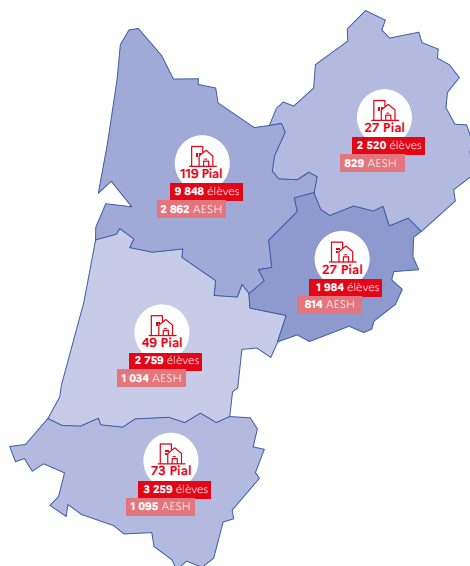 27 Pial
2 520 élèves
829 AESH
119 Pial
9 848 élèves
2 862 AESH
27 Pial
1 984 élèves
814 AESH
49 Pial
2 759 élèves
1 034 AESH
73 Pial
3 259 élèves
1 095 AESH